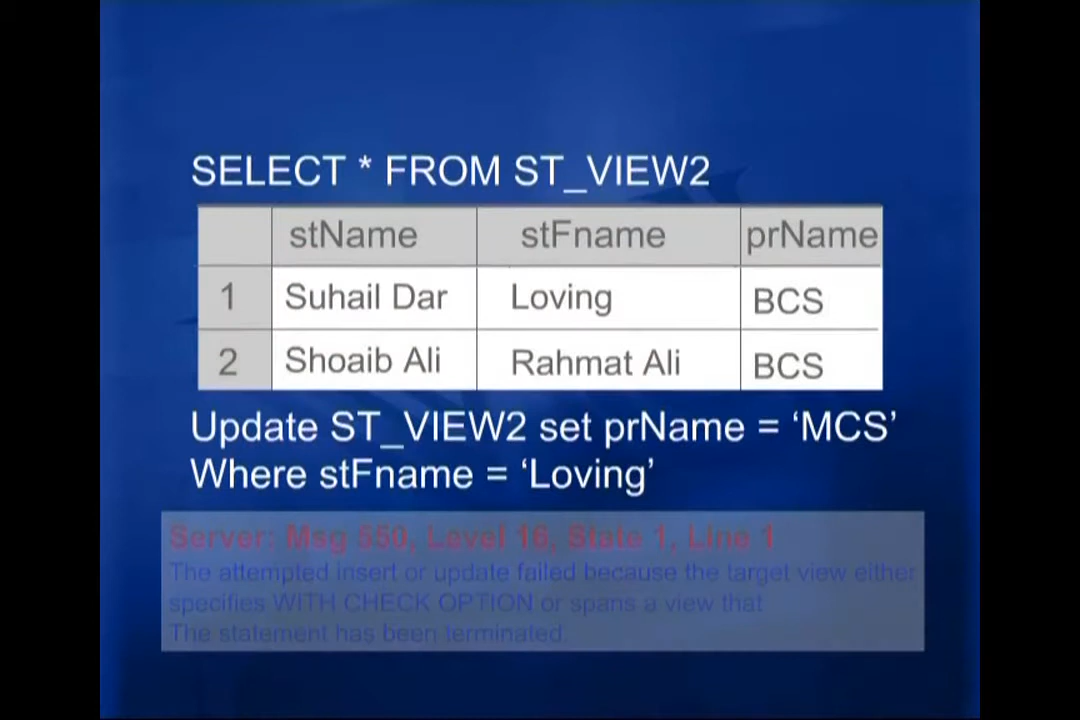 SELECT * FROM ST_VIEW2
stName stFname prName
1 Suhail Dar Loving BCS
2 Shoaib Ali Rahmat Ali BCS
Update ST_VIEW2 set prName = ‘MCS’
Where stFname = ‘Loving’
Server: Msg 550, Level 16, State 1, Line 1
The attempted insert or update failed because the target view either
specifies WITH CHECK OPTION or spans a view that
The statement has been terminated.